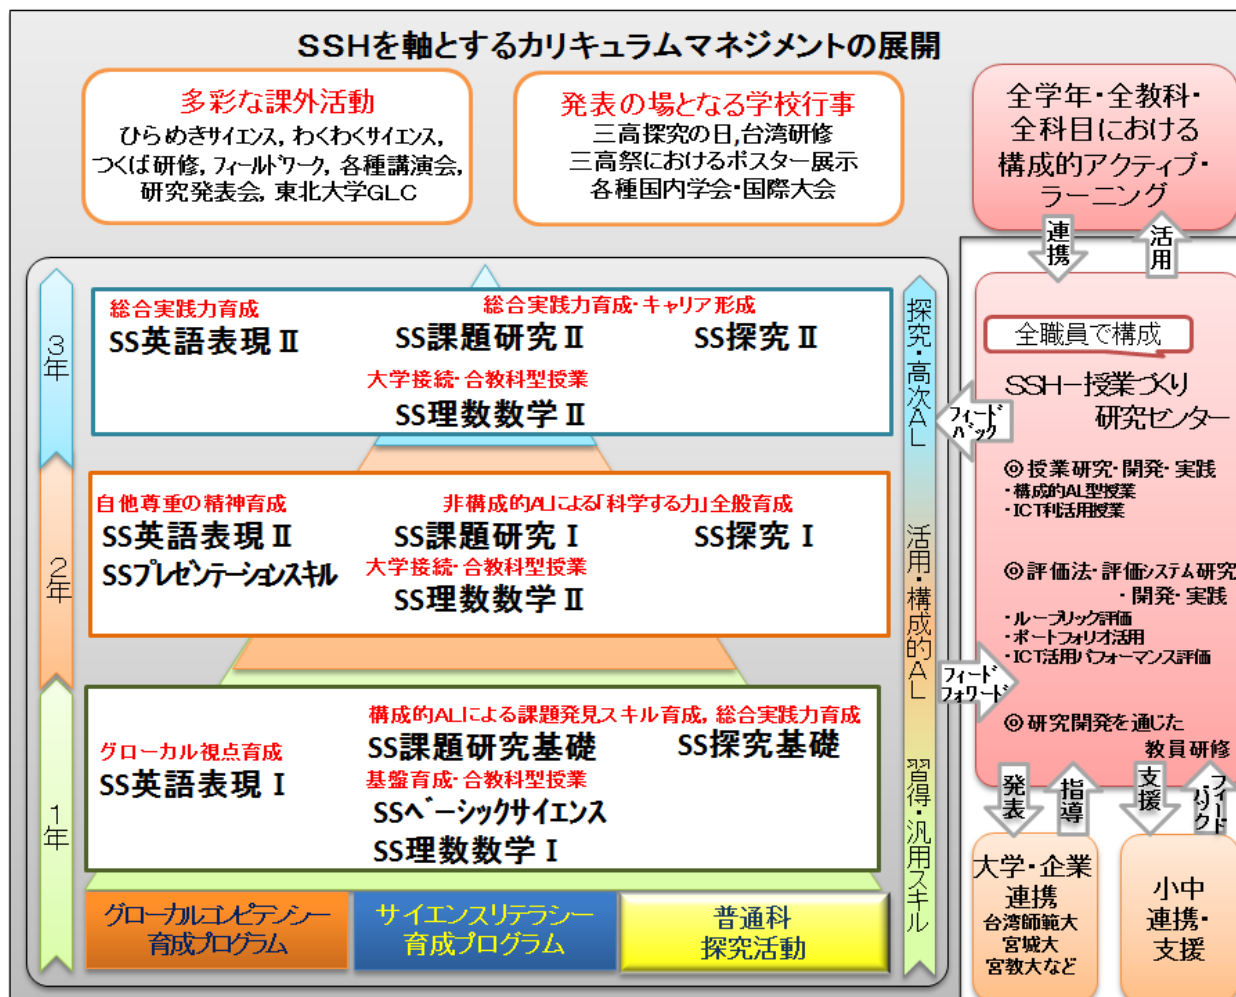 SSHを軸とするカリキュラムマネジメントの展開
多彩な課外活動
ひらめきサイエンス, わくわくサイエンス,
つくば研修, フィールドワーク, 各種講演会,
研究発表会, 東北大学GLC
発表の場となる学校行事
三高探究の日,台湾研修
三高祭におけるポスター展示
各種国内学会・国際大会
全学年・全教科・
全科目における
構成的アクティブ・
ラーニング
連携
活用
3年
総合実践力育成
SS英語表現Ⅱ
総合実践力育成・キャリア形成
SS課題研究Ⅱ
SS探究Ⅱ
大学接続・合教科型授業
SS理数数学Ⅱ
2年
自他尊重の精神育成
SS英語表現Ⅱ
SSプレゼンテーションスキル
非構成的ALによる「科学する力」全般育成
SS課題研究Ⅰ
SS探究Ⅰ
大学接続・合教科型授業
SS理数数学Ⅱ
1年
グローカル視点育成
SS英語表現Ⅰ
構成的ALによる課題発見スキル育成, 総合実践力育成
SS課題研究基礎
SS探究基礎
基盤育成・合教科型授業
SSベーシックサイエンス
SS理数数学Ⅰ
グローカルコンピテンシー
育成プログラム
サイエンスリテラシー
育成プログラム
普通科
探究活動
探究・高次AL
活用・構成的AL
習得・汎用スキル
フィード
バック
フィード
フォワード
全職員で構成
SSH－授業づくり
研究センター
◎授業研究・開発・実践
・構成的AL型授業
・ICT利活用授業
◎評価法・評価システム研究
・開発・実践
・ルーブリック評価
・ポートフォリオ活用
・ICT活用パフォーマンス評価
◎研究開発を通じた
教員研修
発表
指導
支援
フィード
バック
大学・企業
連携
台湾師範大
宮城大
宮教大など
小中
連携・
支援